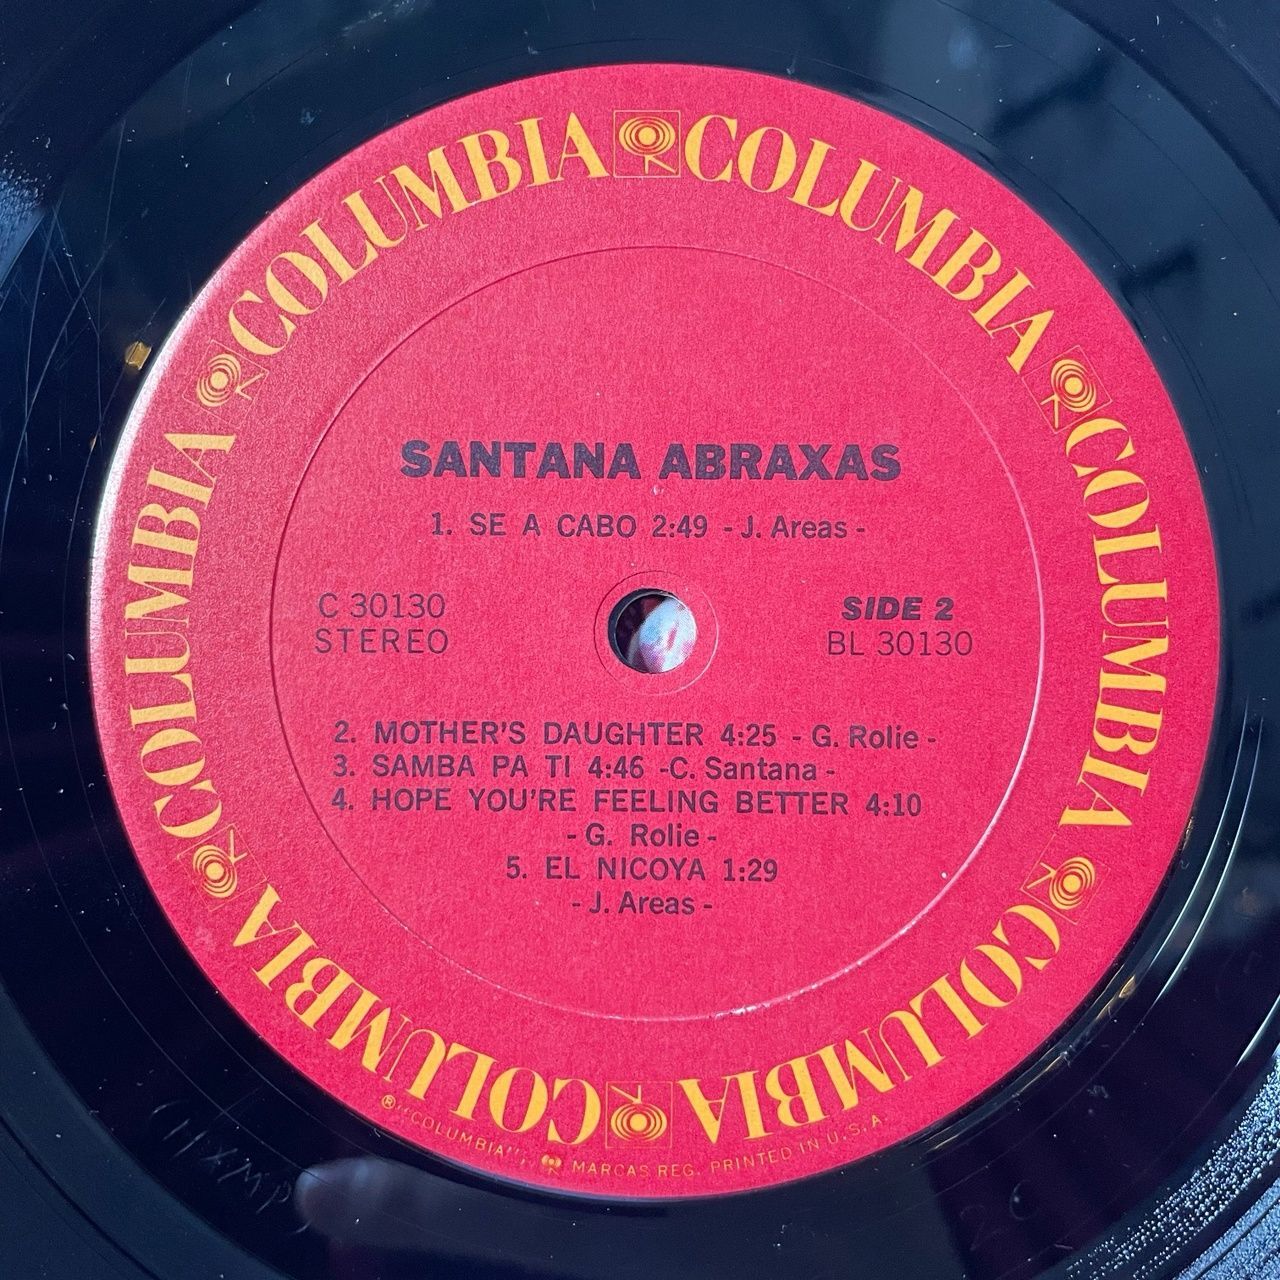 COLUMBIA COLUMBIA COLUMBIA COLUMBIA COLUMBIA COLUMBIA
SANTANA ABRAXAS
1. SE A CABO 2:49 - J. Areas -
C 30130
STEREO
SIDE 2
BL 30130
2. MOTHER'S DAUGHTER 4:25 - G. Rolie -
3. SAMBA PA TI 4:46 -C. Santana -
4. HOPE YOU'RE FEELING BETTER 4:10
- G. Rolie -
5. EL NICOYA 1:29
- J. Areas -
® "COLUMBIA", MARCAS REG. PRINTED IN U.S.A